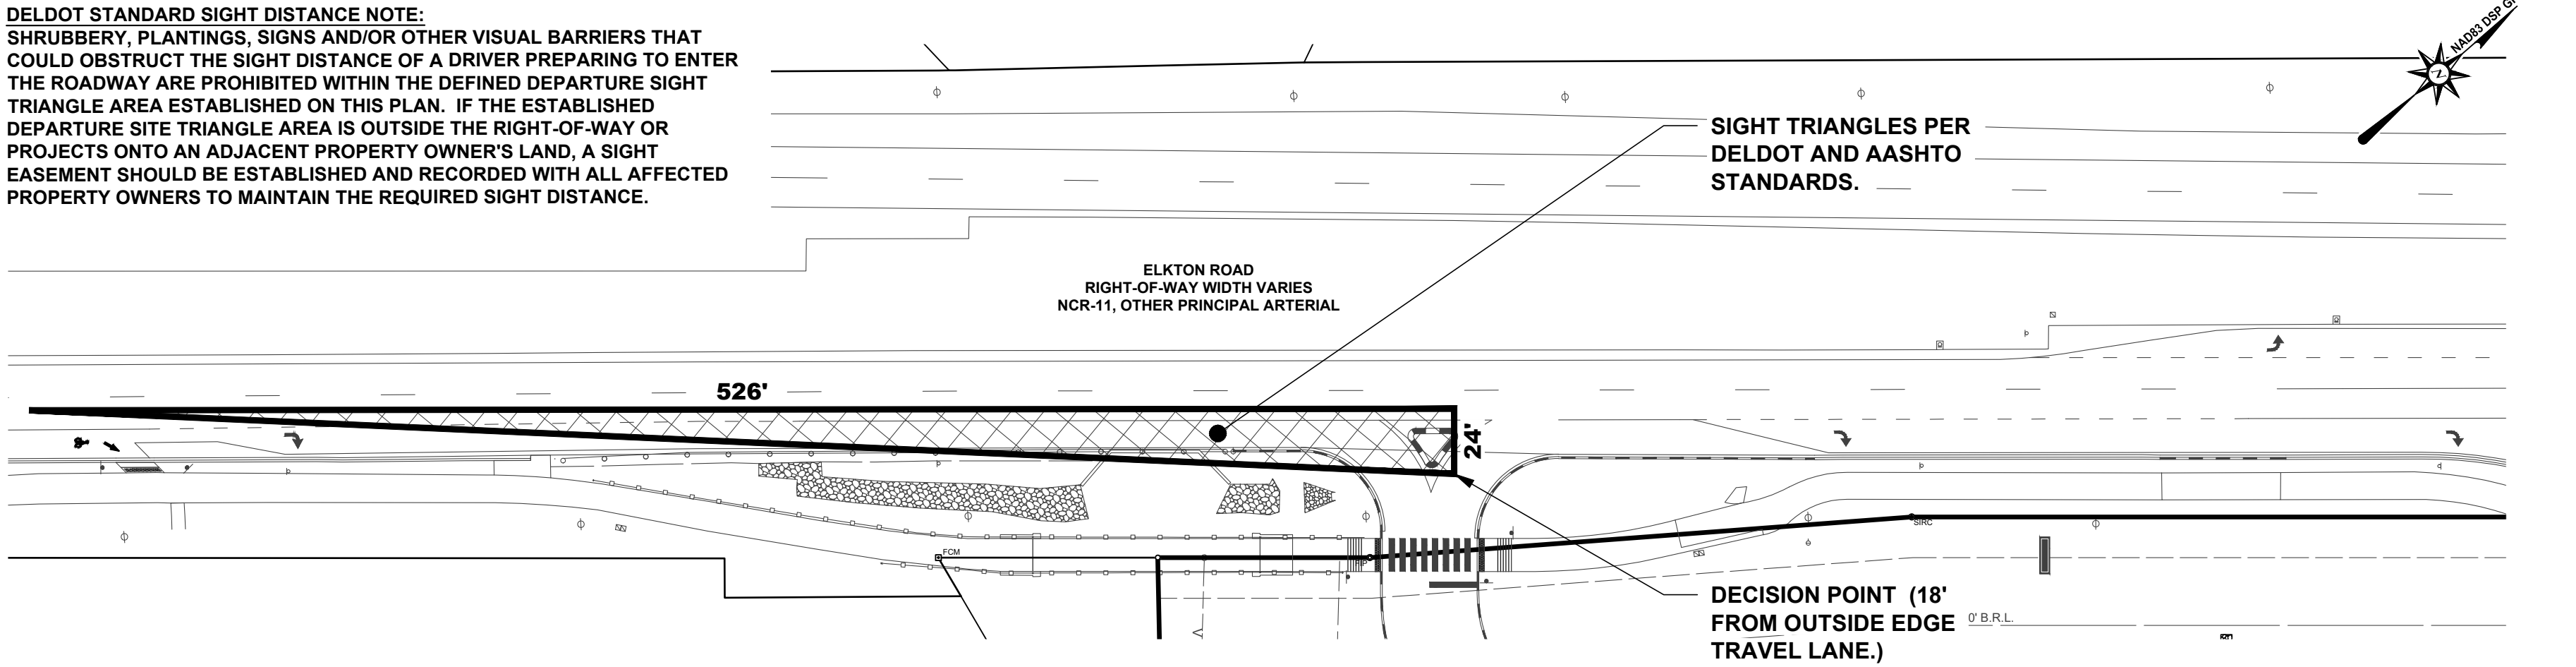 DELDOT STANDARD SIGHT DISTANCE NOTE:
SHRUBBERY, PLANTINGS, SIGNS AND/OR OTHER VISUAL BARRIERS THAT
COULD OBSTRUCT THE SIGHT DISTANCE OF A DRIVER PREPARING TO ENTER
THE ROADWAY ARE PROHIBITED WITHIN THE DEFINED DEPARTURE SIGHT
TRIANGLE AREA ESTABLISHED ON THIS PLAN.  IF THE ESTABLISHED
DEPARTURE SITE TRIANGLE AREA IS OUTSIDE THE RIGHT-OF-WAY OR
PROJECTS ONTO AN ADJACENT PROPERTY OWNER'S LAND, A SIGHT
EASEMENT SHOULD BE ESTABLISHED AND RECORDED WITH ALL AFFECTED
PROPERTY OWNERS TO MAINTAIN THE REQUIRED SIGHT DISTANCE.
NAD83 DSP
Z
SIGHT TRIANGLES PER
DELDOT AND AASHTO
STANDARDS.
ELKTON ROAD
RIGHT-OF-WAY WIDTH VARIES
NCR-11, OTHER PRINCIPAL ARTERIAL
526'
24'
SIRC
FCM
DECISION POINT  (18'
FROM OUTSIDE EDGE
TRAVEL LANE.)
0' B.R.L.